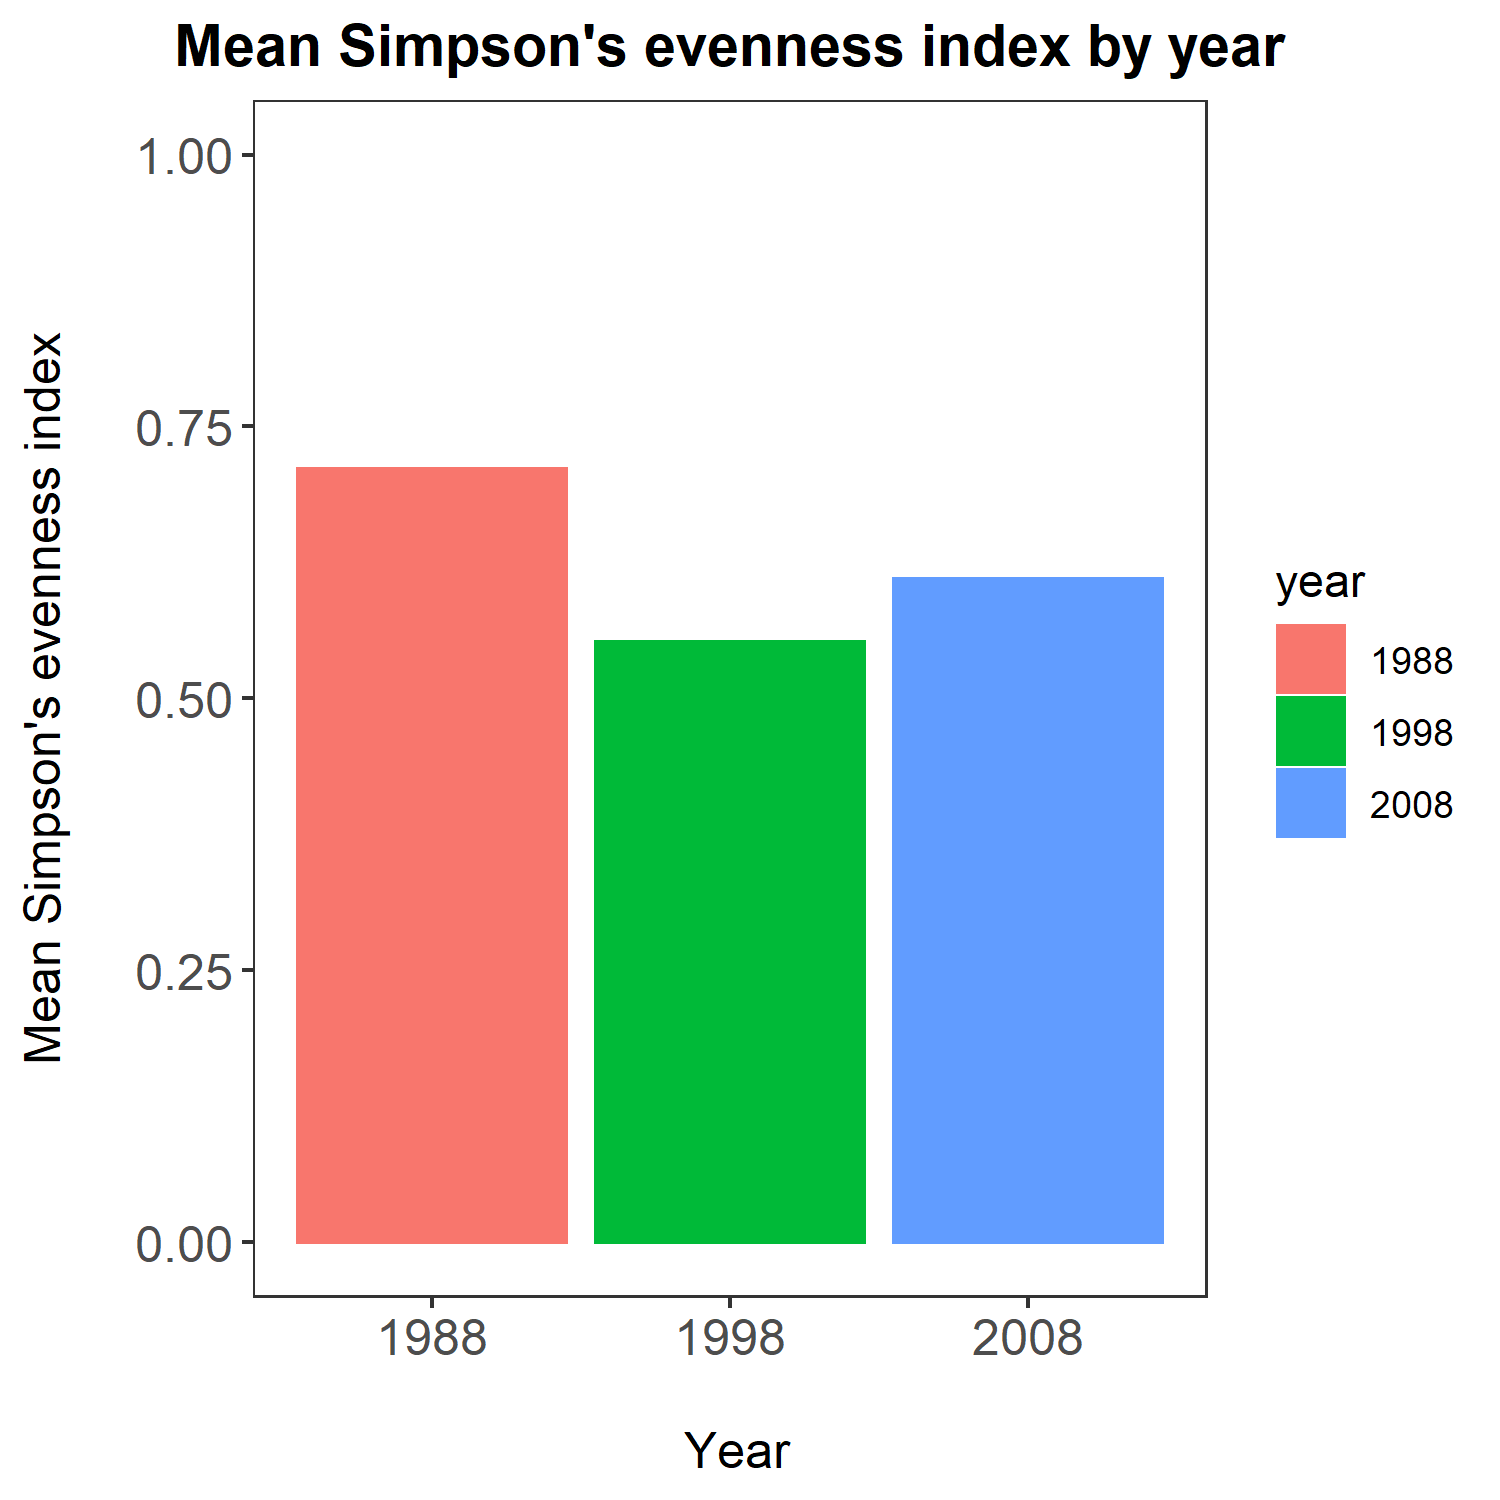 Mean Simpson's evenness index by year
Mean Simpson's evenness index
1.00
0.75
0.50
0.25
0.00
1988
1998
2008
Year
year
1988
1998
2008